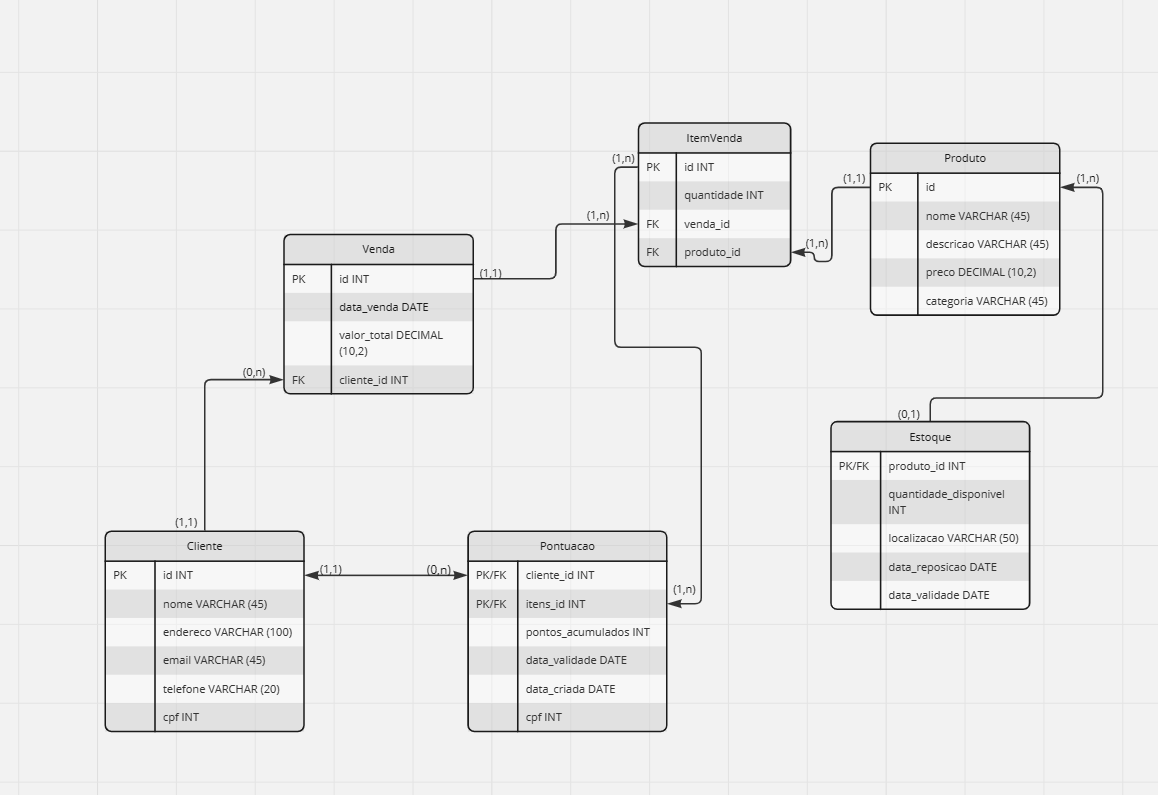 ItemVenda
(1,n)
PK id INT
quantidade INT
(1,n)
FK venda_id
FK produto_id
(1,n)
(1,1)
Produto
PK id
(1,n)
nome VARCHAR (45)
descricao VARCHAR (45)
preco DECIMAL (10,2)
categoria VARCHAR (45)
Venda
PK id INT
(1,1)
data_venda DATE
valor_total DECIMAL
(10,2)
(0,n)
FK cliente_id INT
(0,1)
Estoque
PK/FK produto_id INT
quantidade_disponivel
INT
localizacao VARCHAR (50)
data_reposicao DATE
data_validade DATE
(1,1)
Cliente
PK id INT
(1,1)
nome VARCHAR (45)
endereco VARCHAR (100)
email VARCHAR (45)
telefone VARCHAR (20)
cpf INT
Pontuacao
(0,n)
PK/FK cliente_id INT
PK/FK itens_id INT
(1,n)
pontos_acumulados INT
data_validade DATE
data_criada DATE
cpf INT